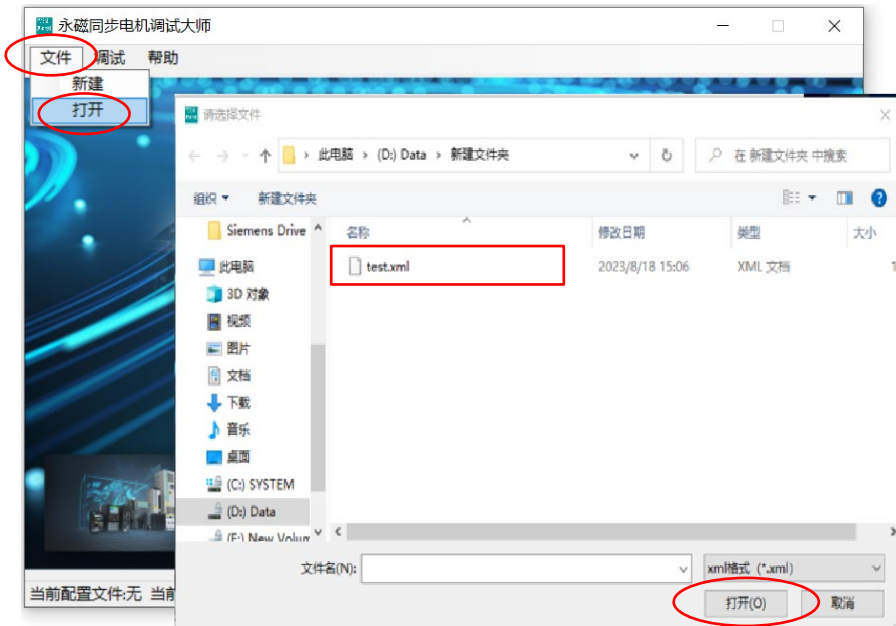 永磁同步电机调试大师
文件 调试 帮助
新建
打开
请选择文件
此电脑 › (D:) Data › 新建文件夹
在 新建文件夹 中搜索
组织 新建文件夹
名称 修改日期 类型 大小
test.xml 2023/8/18 15:06 XML 文档 1
Siemens Drive
此电脑
3D 对象
视频
图片
文档
下载
音乐
桌面
(C:) SYSTEM
(D:) Data
(E:) New Volum
文件名(N): xml格式 (*.xml)
打开(O) 取消
当前配置文件:无 当前